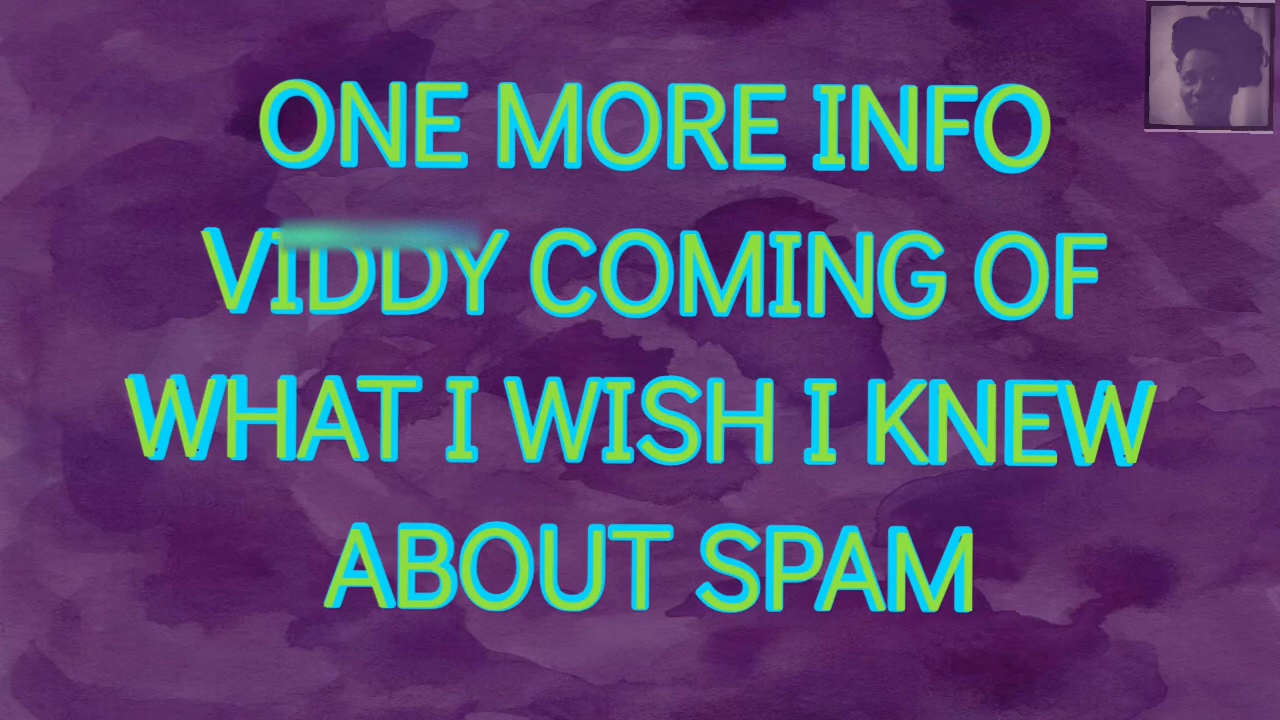 ONE MORE INFO
VIDDY COMING OF
WHAT I WISH I KNEW
ABOUT SPAM